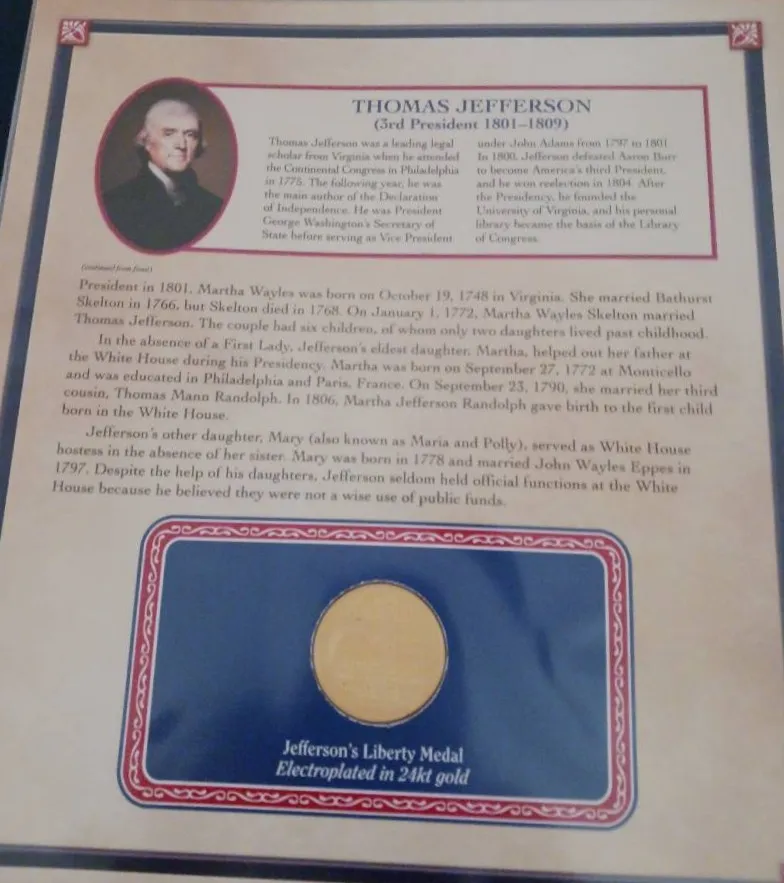 THOMAS JEFFERSON
(3rd President 1801–1809)
Thomas Jefferson was a leading legal
scholar from Virginia when he attended
the Continental Congress in Philadelphia
in 1775. The following year, he was
the main author of the Declaration
of Independence. He was President
George Washington's Secretary of
State before serving as Vice President
under John Adams from 1797 to 1801.
In 1800, Jefferson defeated Aaron Burr
to become America's third President,
and he won reelection in 1804. After
the Presidency, he founded the
University of Virginia, and his personal
library became the basis of the Library
of Congress.
(continued from front)
President in 1801. Martha Wayles was born on October 19, 1748 in Virginia. She married Bathurst
Skelton in 1766, but Skelton died in 1768. On January 1, 1772, Martha Wayles Skelton married
Thomas Jefferson. The couple had six children, of whom only two daughters lived past childhood.
In the absence of a First Lady, Jefferson's eldest daughter, Martha, helped out her father at
the White House during his Presidency. Martha was born on September 27, 1772 at Monticello
and was educated in Philadelphia and Paris, France. On September 23, 1790, she married her third
cousin, Thomas Mann Randolph. In 1806, Martha Jefferson Randolph gave birth to the first child
born in the White House.
Jefferson's other daughter, Mary (also known as Maria and Polly), served as White House
hostess in the absence of her sister. Mary was born in 1778 and married John Wayles Eppes in
1797. Despite the help of his daughters, Jefferson seldom held official functions at the White
House because he believed they were not a wise use of public funds.
Jefferson's Liberty Medal
Electroplated in 24kt gold